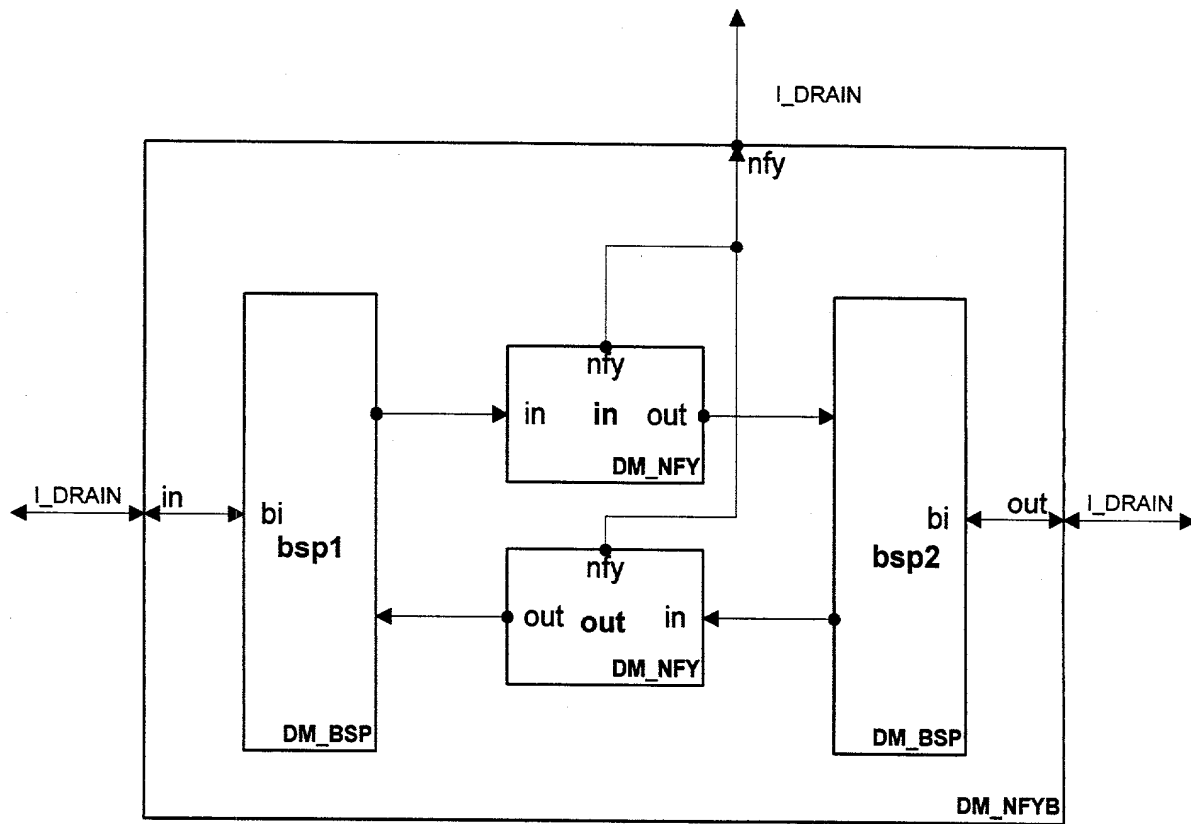 I_DRAIN
nfy
nfy
in in out
DM_NFY
I_DRAIN in
bi
bsp1
bi
bsp2
out I_DRAIN
nfy
out out in
DM_NFY
DM_BSP
DM_BSP
DM_NFYB